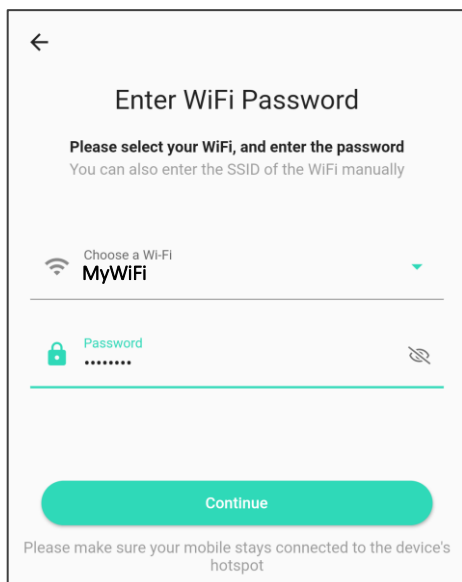 Enter WiFi Password
Please select your WiFi, and enter the password
You can also enter the SSID of the WiFi manually
Choose a Wi-Fi
MyWiFi
Password
••••••••
Continue
Please make sure your mobile stays connected to the device's
hotspot